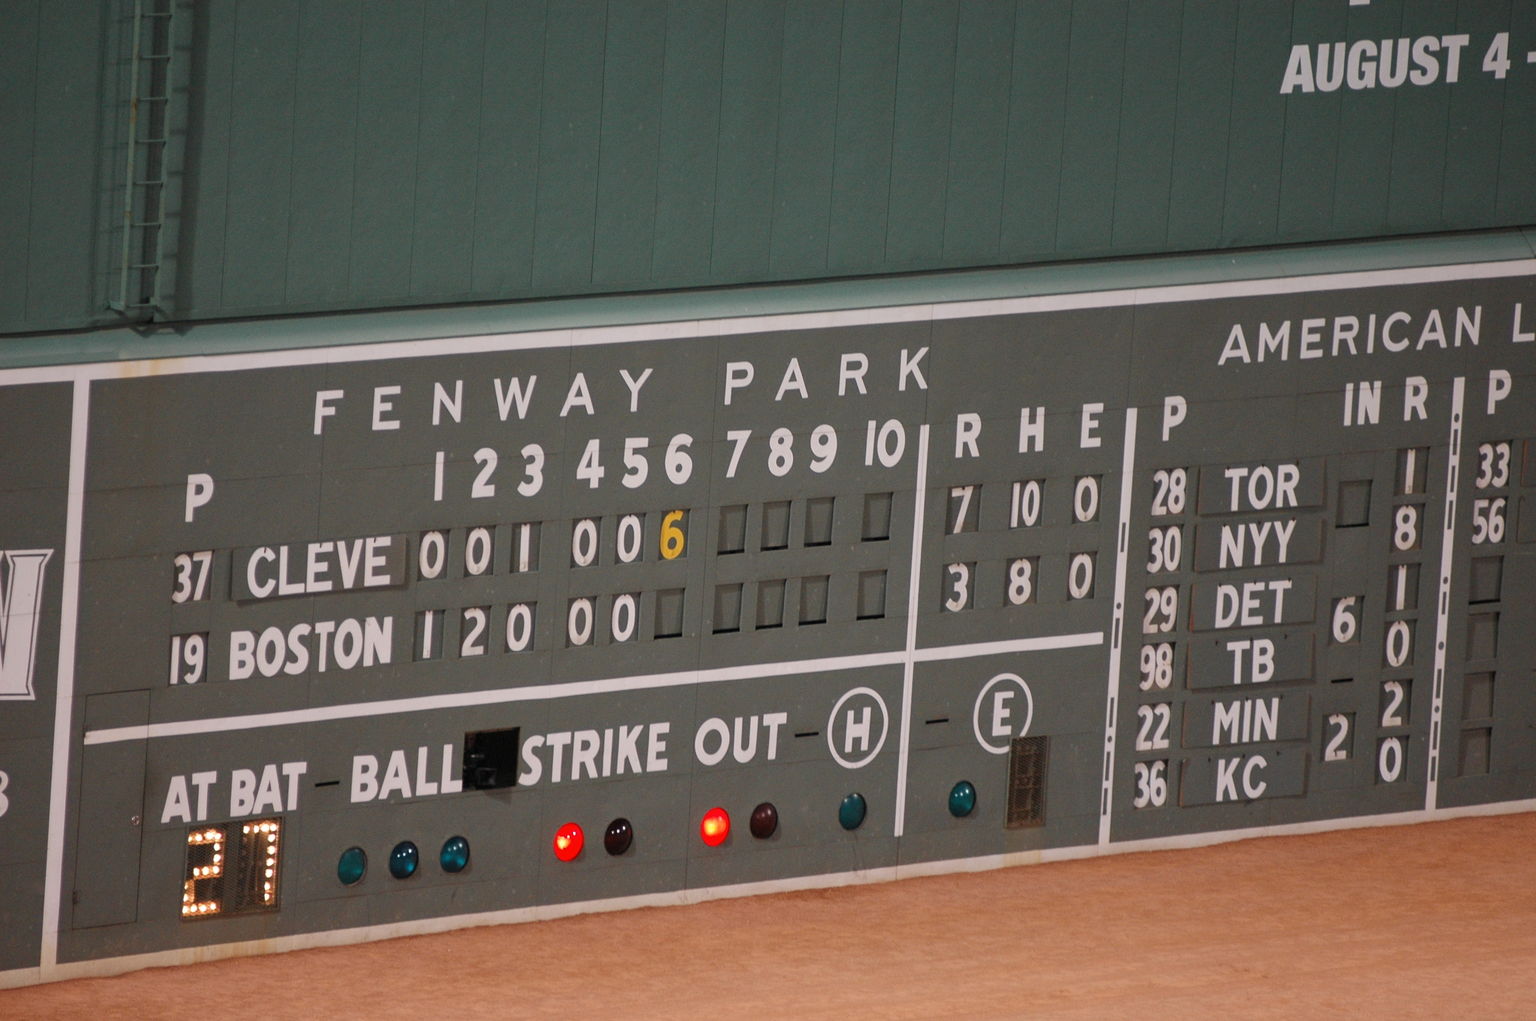 AUGUST 4 -
FENWAY PARK
AMERICAN L
1 2 3 4 5 6 7 8 9 10 R H E
P
P IN R
P
37 CLEVE 0 0 1 0 0 6 7 10 0
19 BOSTON 1 2 0 0 0 3 8 0
28 TOR 1
33
30 NYY 8
56
29 DET 6 1
98 TB 0
22 MIN 2 2
36 KC 0
AT BAT - BALL STRIKE OUT - H - E
21